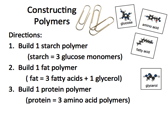 Constructing
Polymers
Directions:
1. Build 1 starch polymer
(starch = 3 glucose monomers)
2. Build 1 fat polymer
( fat = 3 fatty acids + 1 glycerol)
3. Build 1 protein polymer
(protein = 3 amino acid polymers)
glucose
amino acid
fatty acid
glycerol